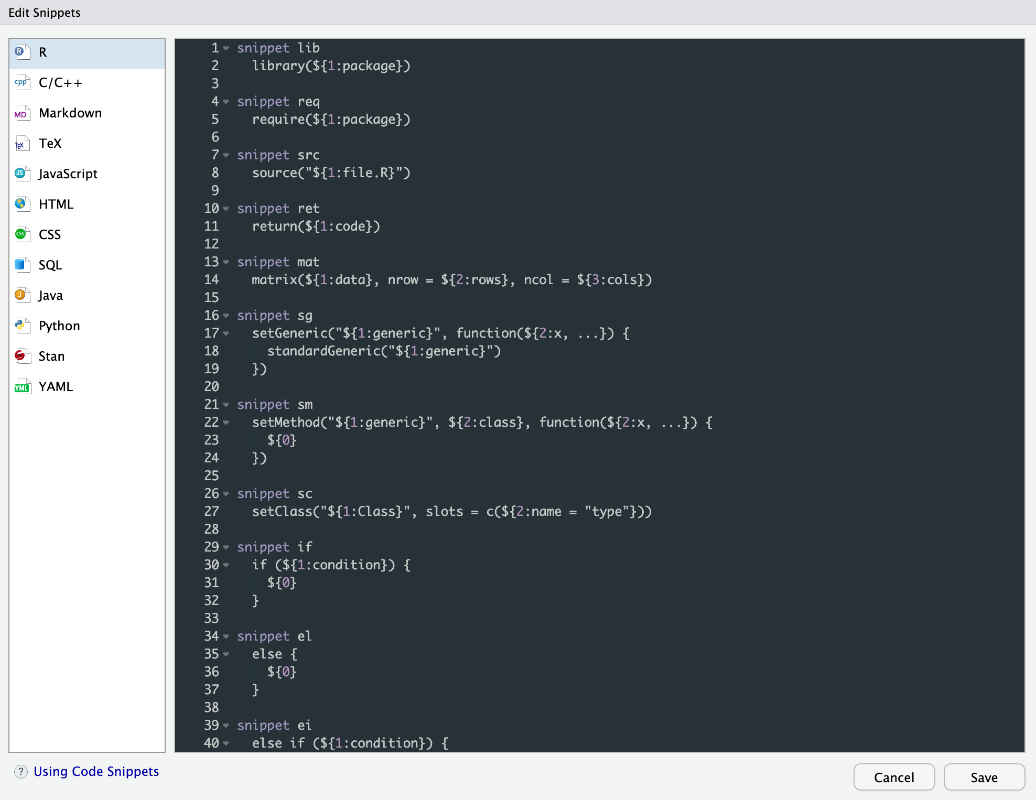 Edit Snippets
R
C/C++
Markdown
TeX
JavaScript
HTML
CSS
SQL
Java
Python
Stan
YAML
1 snippet lib
2   library(${1:package})
3
4 snippet req
5   require(${1:package})
6
7 snippet src
8   source("${1:file.R}")
9
10 snippet ret
11   return(${1:code})
12
13 snippet mat
14   matrix(${1:data}, nrow = ${2:rows}, ncol = ${3:cols})
15
16 snippet sg
17   setGeneric("${1:generic}", function(${2:x, ...}) {
18     standardGeneric("${1:generic}")
19   })
20
21 snippet sm
22   setMethod("${1:generic}", ${2:class}, function(${2:x, ...}) {
23     ${0}
24   })
25
26 snippet sc
27   setClass("${1:Class}", slots = c(${2:name = "type"}))
28
29 snippet if
30   if (${1:condition}) {
31     ${0}
32   }
33
34 snippet el
35   else {
36     ${0}
37   }
38
39 snippet ei
40   else if (${1:condition}) {
? Using Code Snippets
Cancel
Save